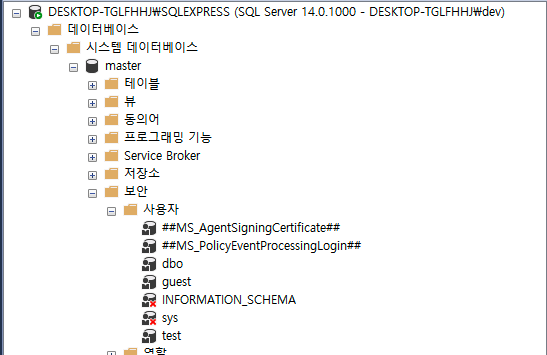 DESKTOP-TGLFHHJ₩SQLEXPRESS (SQL Server 14.0.1000 - DESKTOP-TGLFHHJ₩dev)
데이터베이스
시스템 데이터베이스
master
테이블
뷰
동의어
프로그래밍 기능
Service Broker
저장소
보안
사용자
##MS_AgentSigningCertificate##
##MS_PolicyEventProcessingLogin##
dbo
guest
INFORMATION_SCHEMA
sys
test
역할